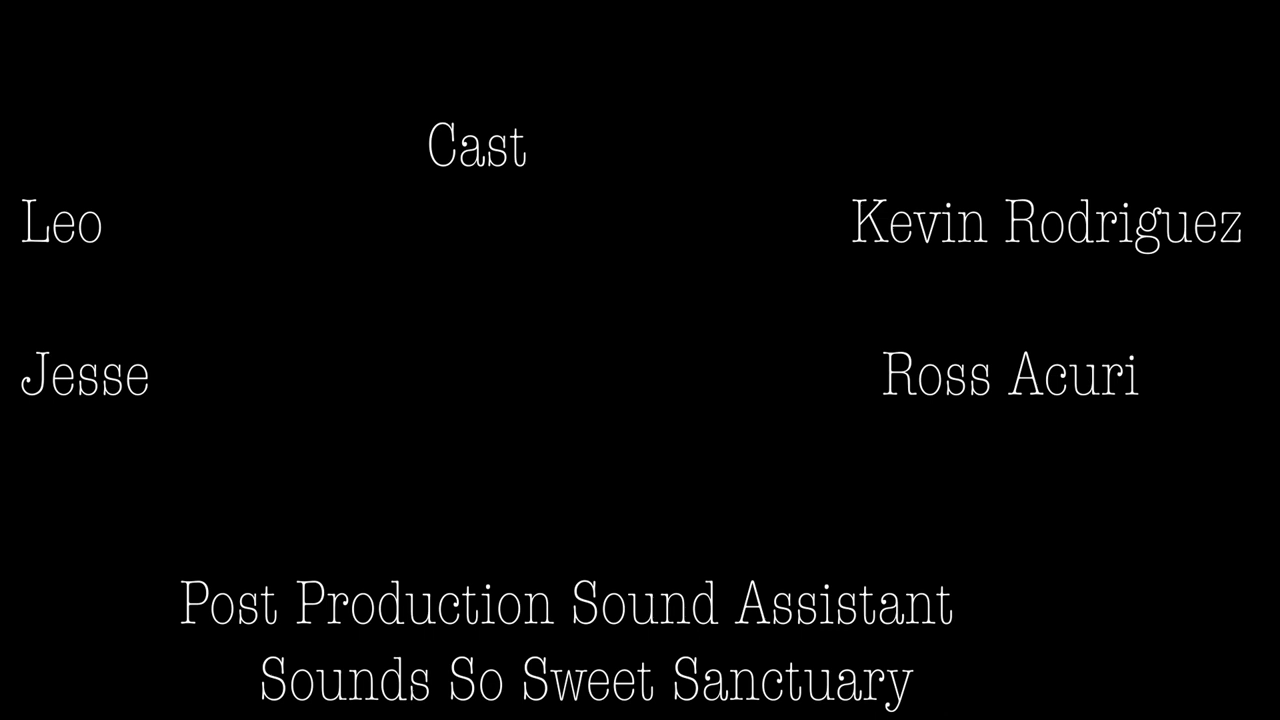 Cast
Leo Kevin Rodriguez
Jesse Ross Acuri
Post Production Sound Assistant
Sounds So Sweet Sanctuary